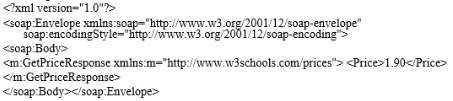 <?xml version="1.0"?>
<soap:Envelope xmlns:soap="http://www.w3.org/2001/12/soap-envelope"
soap:encodingStyle="http://www.w3.org/2001/12/soap-encoding">
<soap:Body>
<m:GetPriceResponse xmlns:m="http://www.w3schools.com/prices"> <Price>1.90</Price>
</m:GetPriceResponse>
</soap:Body></soap:Envelope>